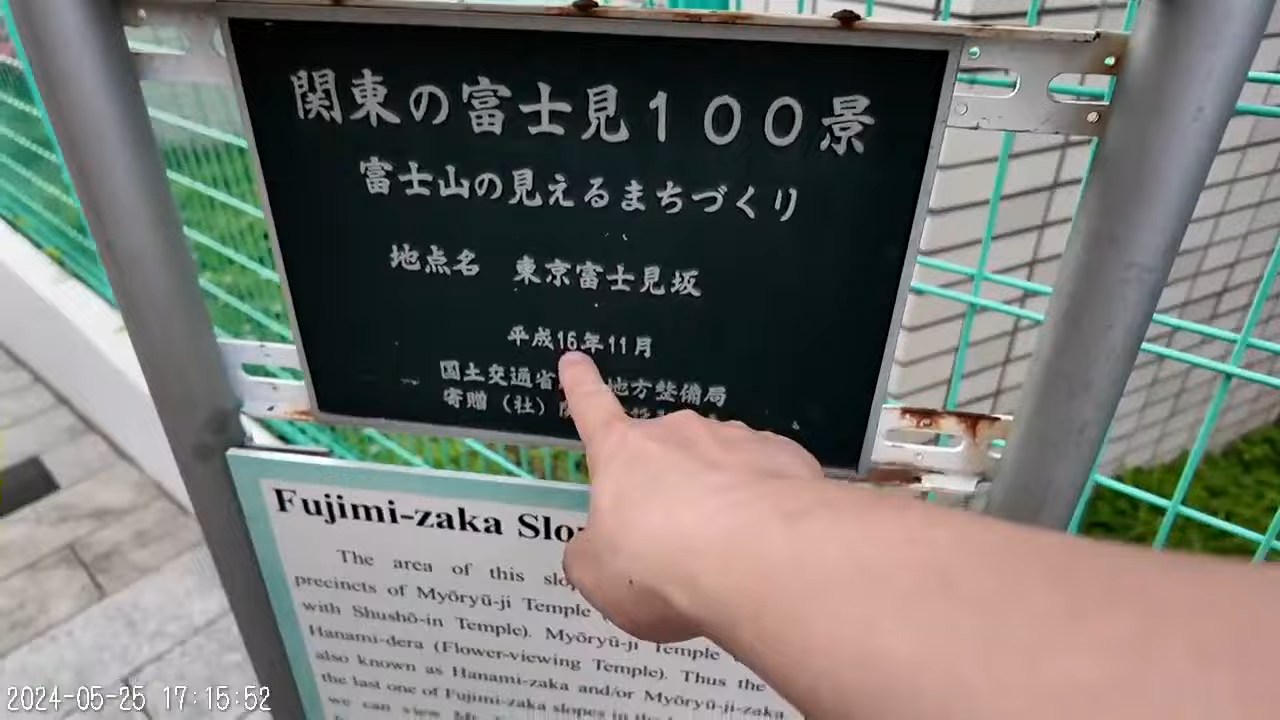 関東の富士見100景
富士山の見えるまちづくり
地点名 東京富士見坂
平成16年11月
国土交通省 地方整備局
寄贈（社）関
Fujimi-zaka Slo
The area of this slo
precincts of Myōryū-ji Temple
with Shushō-in Temple). Myōryū-ji Temple
Hanami-dera (Flower-viewing Temple). Thus the
also known as Hanami-zaka and/or Myōryū-ji-zaka
the last one of Fujimi-zaka slopes in the
we can view Mt.
2024-05-25 17:15:52